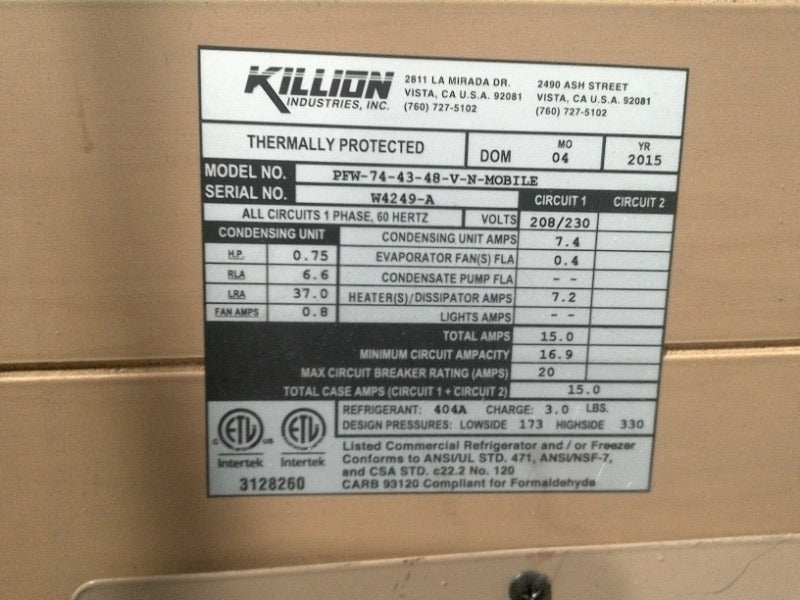 KILLION
INDUSTRIES, INC.
2811 LA MIRADA DR.
VISTA, CA U.S.A. 92081
(760) 727-5102
2490 ASH STREET
VISTA, CA U.S.A. 92081
(760) 727-5102
THERMALLY PROTECTED
DOM
MO
04
YR
2015
MODEL NO. PFW-74-43-48-V-N-MOBILE
SERIAL NO. W4249-A
CIRCUIT 1 CIRCUIT 2
ALL CIRCUITS 1 PHASE, 60 HERTZ VOLTS 208/230
CONDENSING UNIT
H.P. 0.75
RLA 6.6
LRA 37.0
FAN AMPS 0.8
CONDENSING UNIT AMPS 7.4
EVAPORATOR FAN(S) FLA 0.4
CONDENSATE PUMP FLA - -
HEATER(S)/DISSIPATOR AMPS 7.2
LIGHTS AMPS - -
TOTAL AMPS 15.0
MINIMUM CIRCUIT AMPACITY 16.9
MAX CIRCUIT BREAKER RATING (AMPS) 20
TOTAL CASE AMPS (CIRCUIT 1 + CIRCUIT 2) 15.0
REFRIGERANT: 404A CHARGE: 3.0 LBS.
DESIGN PRESSURES: LOWSIDE 173 HIGHSIDE 330
C ETL US ETL
Intertek Intertek
3128260
Listed Commercial Refrigerator and / or Freezer
Conforms to ANSI/UL STD. 471, ANSI/NSF-7,
and CSA STD. c22.2 No. 120
CARB 93120 Compliant for Formaldehyde